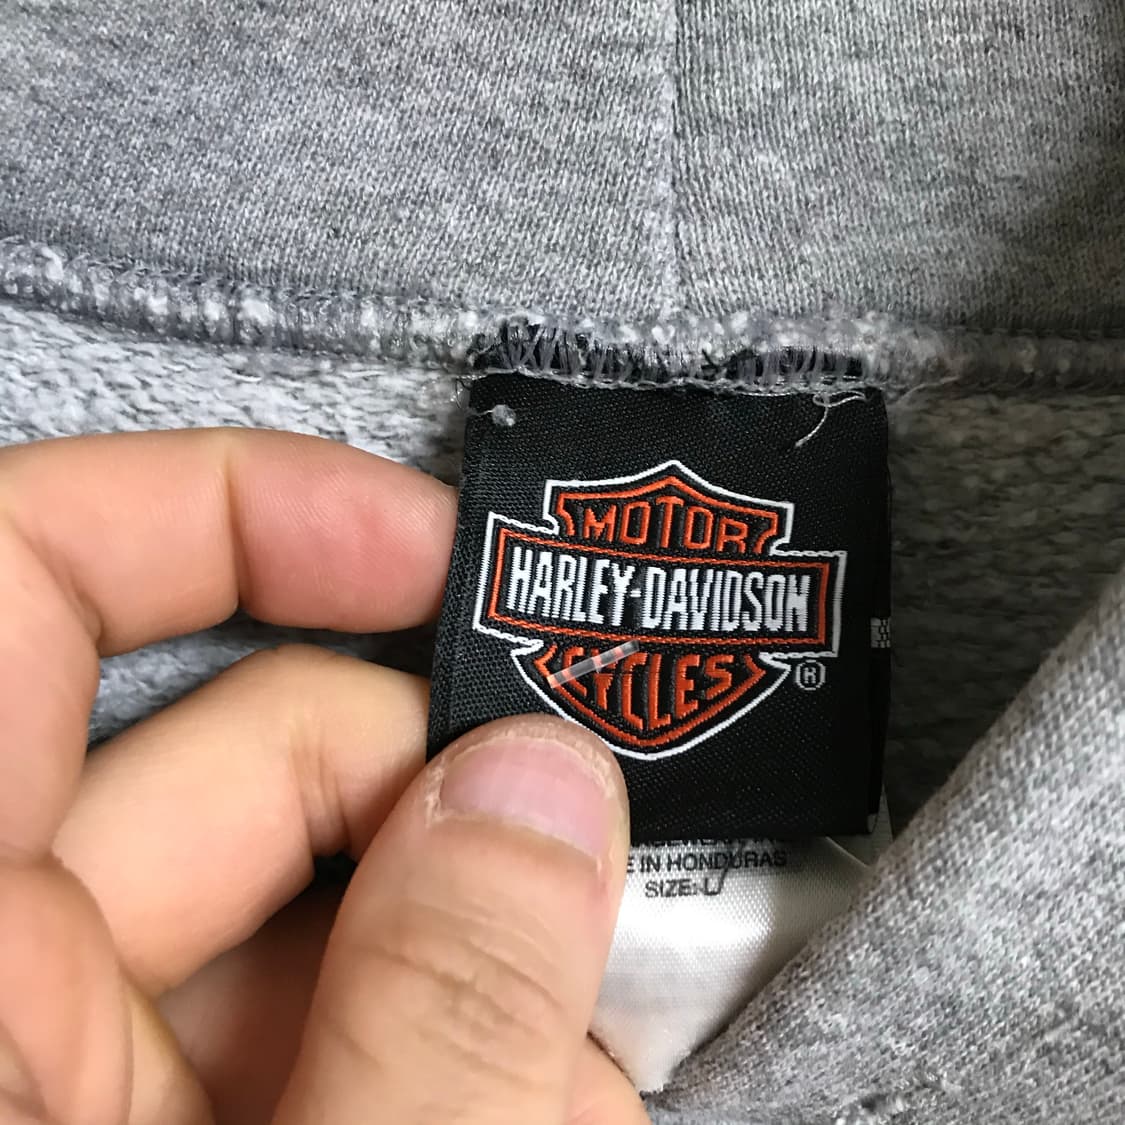 MOTOR
HARLEY-DAVIDSON
CYCLES
®
E IN HONDURAS
SIZE: L